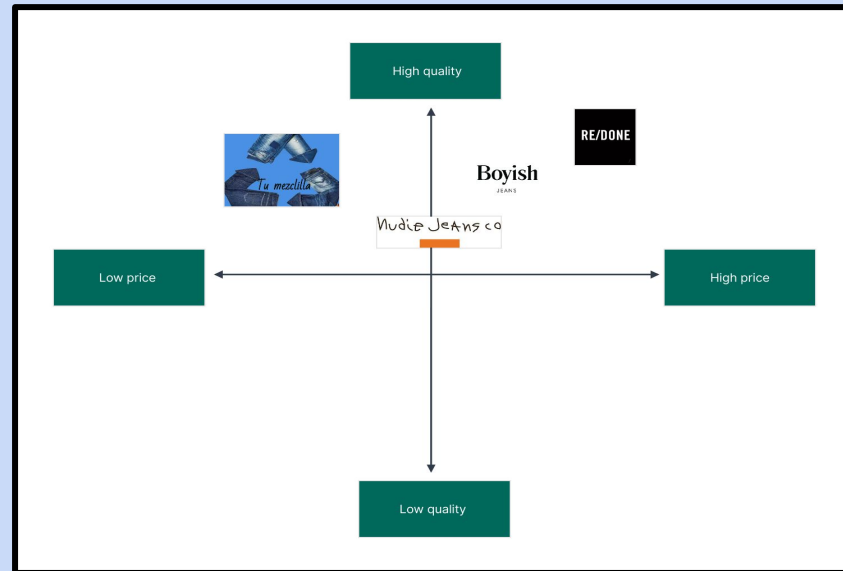 High quality
RE/DONE
Tu mezclilla
Boyish
JEANS
Nudie Jeans co
Low price
High price
Low quality